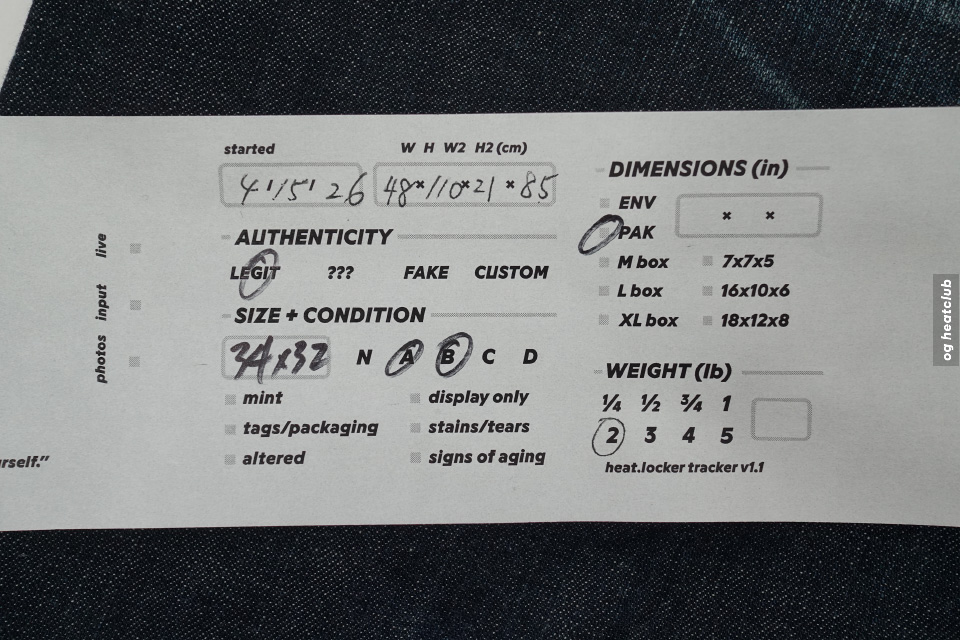 started
4'15'26
W H W2 H2 (cm)
48×110×21×85
AUTHENTICITY
LEGIT ??? FAKE CUSTOM
SIZE + CONDITION
34x32 N A B C D
mint
display only
tags/packaging
stains/tears
altered
signs of aging
DIMENSIONS (in)
ENV
× ×
PAK
M box
7x7x5
L box
16x10x6
XL box
18x12x8
WEIGHT (lb)
¼ ½ ¾ 1
2 3 4 5
heat.locker tracker v1.1
live
input
photos
rself.”
og heatclub